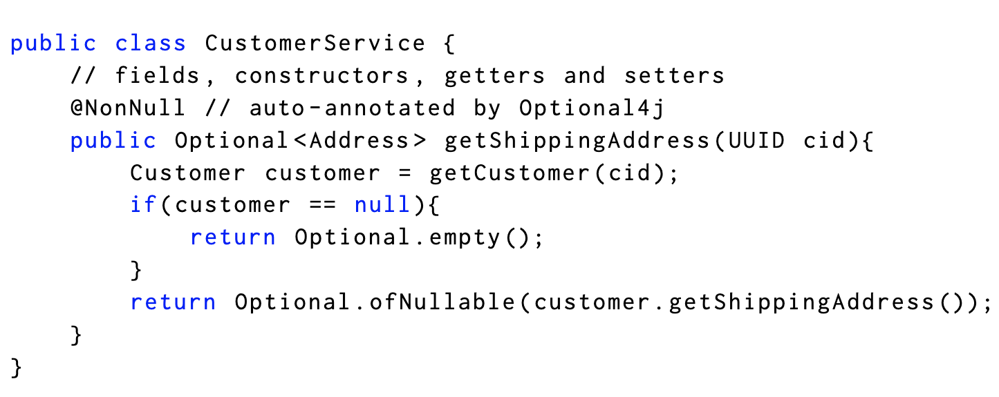 public class CustomerService {
    // fields, constructors, getters and setters
    @NonNull // auto-annotated by Optional4j
    public Optional<Address> getShippingAddress(UUID cid){
        Customer customer = getCustomer(cid);
        if(customer == null){
            return Optional.empty();
        }
        return Optional.ofNullable(customer.getShippingAddress());
    }
}